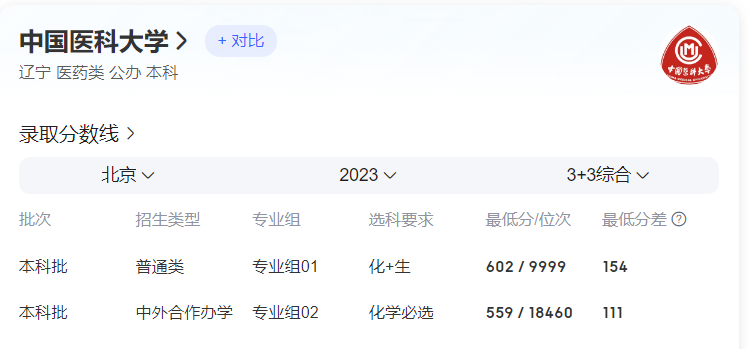 中国医科大学 + 对比
辽宁 医药类 公办 本科
CMU
中国医科大学
录取分数线
北京 2023 3+3综合
批次 招生类型 专业组 选科要求 最低分/位次 最低分差 ?
本科批 普通类 专业组01 化+生 602 / 9999 154
本科批 中外合作办学 专业组02 化学必选 559 / 18460 111